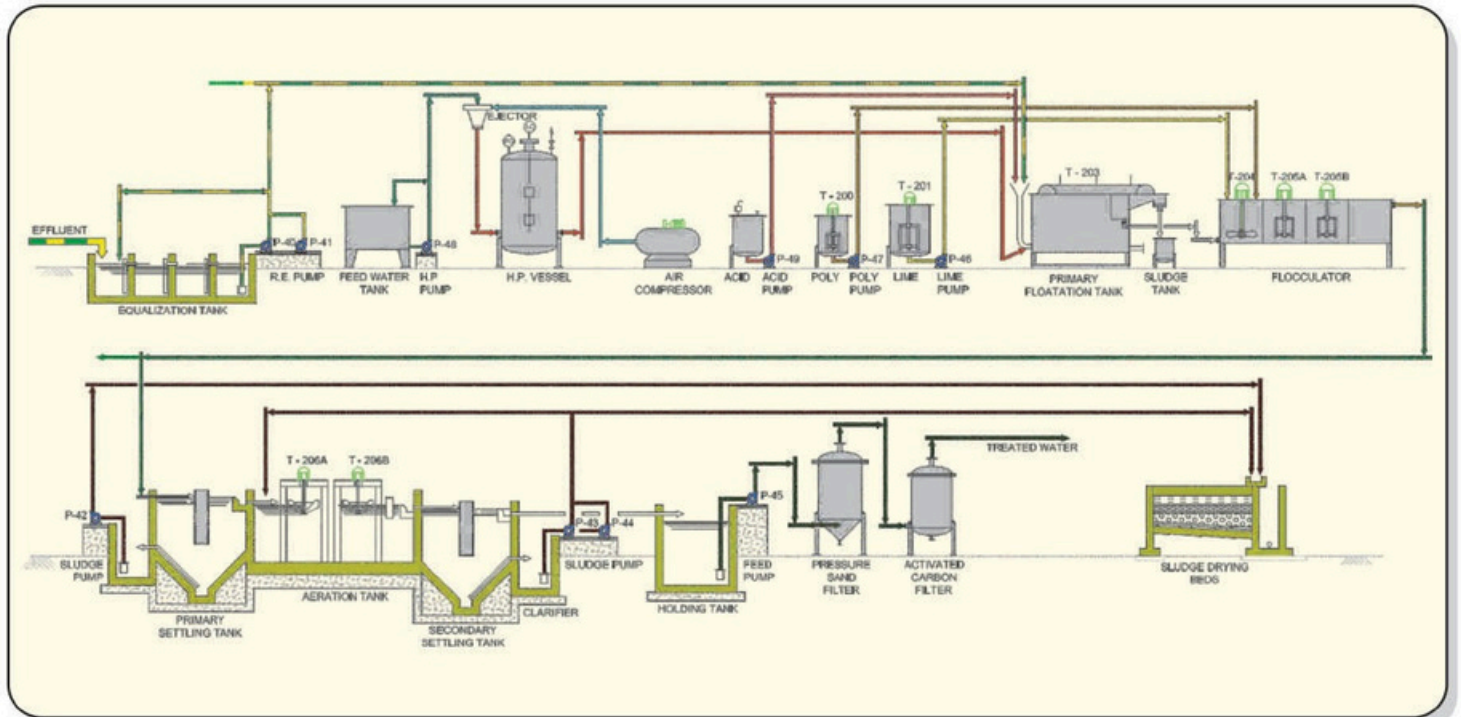 EJECTOR
T - 200
T - 201
T - 203
T-204
T-205A
T-205B
EFFLUENT
P-40
P-41
P-48
P-49
P-47
P-46
R.E. PUMP
FEED WATER
TANK
H.P
PUMP
H.P. VESSEL
AIR
COMPRESSOR
ACID
ACID
PUMP
POLY
POLY
PUMP
LIME
LIME
PUMP
PRIMARY
FLOATATION TANK
SLUDGE
TANK
FLOCCULATOR
EQUALIZATION TANK
TREATED WATER
T - 206A
T - 206B
P-42
P-43
P-44
P-45
SLUDGE
PUMP
AERATION TANK
SLUDGE PUMP
CLARIFIER
HOLDING TANK
FEED
PUMP
PRESSURE
SAND
FILTER
ACTIVATED
CARBON
FILTER
SLUDGE DRYING
BEDS
PRIMARY
SETTLING TANK
SECONDARY
SETTLING TANK